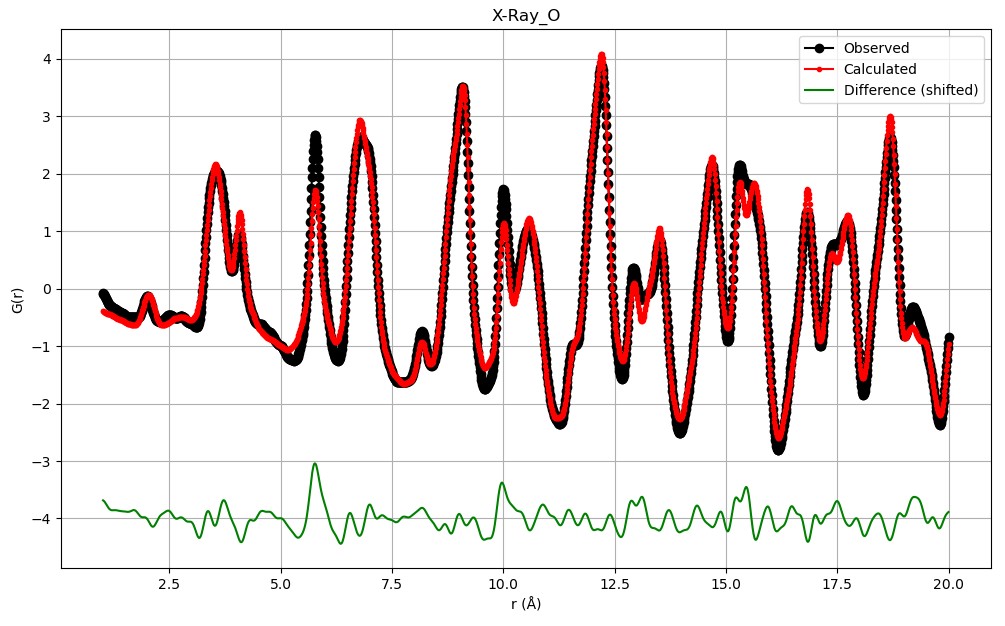 X-Ray_O
Observed
Calculated
Difference (shifted)
G(r)
4
3
2
1
0
−1
−2
−3
−4
2.5
5.0
7.5
10.0
12.5
15.0
17.5
20.0
r (Å)